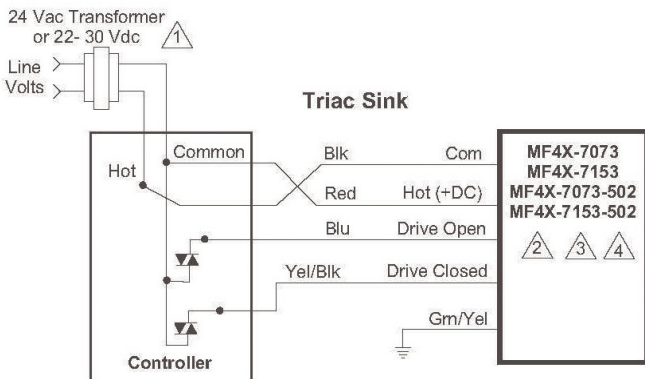 24 Vac Transformer
or 22- 30 Vdc
1
Line
Volts
Triac Sink
Common
Hot
Blk
Com
Red
Hot (+DC)
Blu
Drive Open
Yel/Blk
Drive Closed
Grn/Yel
MF4X-7073
MF4X-7153
MF4X-7073-502
MF4X-7153-502
2 3 4
Controller